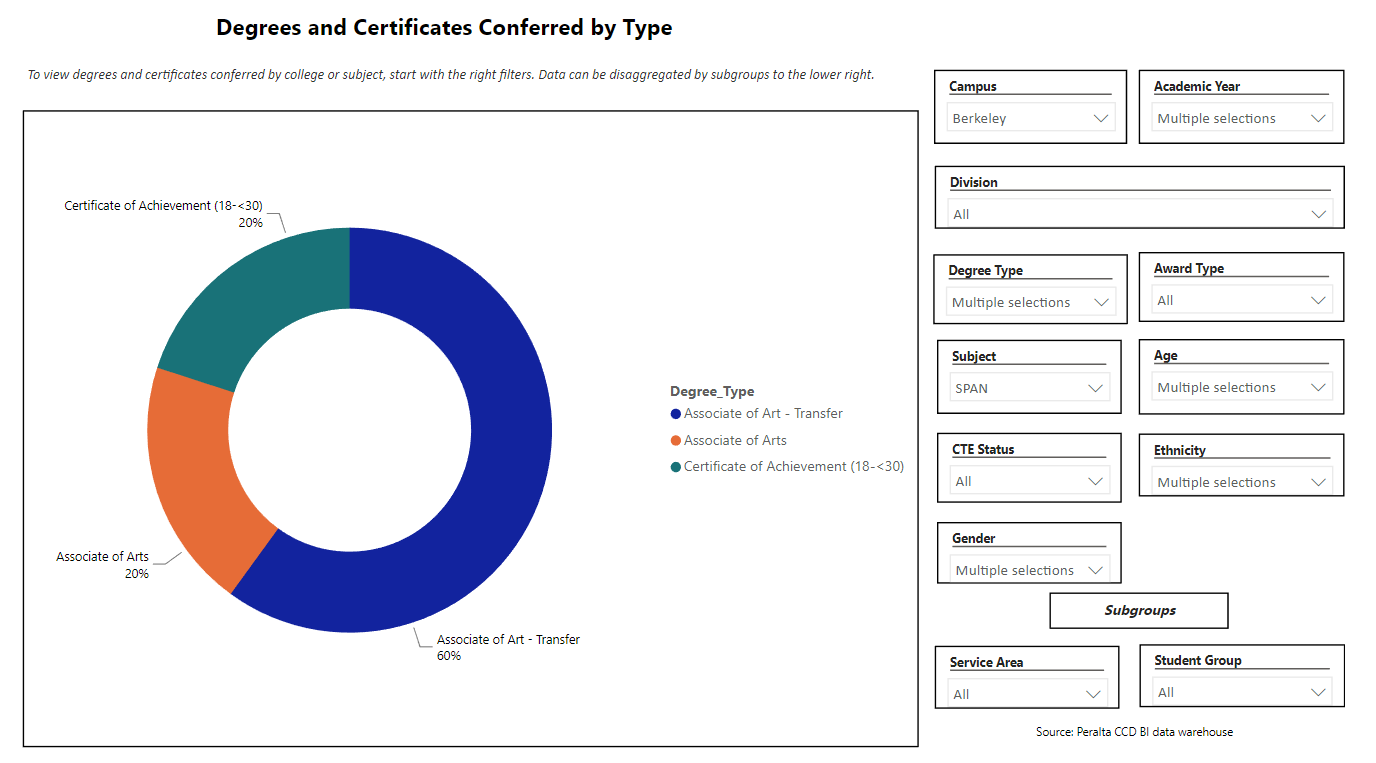 Degrees and Certificates Conferred by Type
To view degrees and certificates conferred by college or subject, start with the right filters. Data can be disaggregated by subgroups to the lower right.
Certificate of Achievement (18-<30)
20%
Associate of Arts
20%
Associate of Art - Transfer
60%
Degree_Type
Associate of Art - Transfer
Associate of Arts
Certificate of Achievement (18-<30)
Campus
Berkeley
Academic Year
Multiple selections
Division
All
Degree Type
Multiple selections
Award Type
All
Subject
SPAN
Age
Multiple selections
CTE Status
All
Ethnicity
Multiple selections
Gender
Multiple selections
Subgroups
Service Area
All
Student Group
All
Source: Peralta CCD BI data warehouse